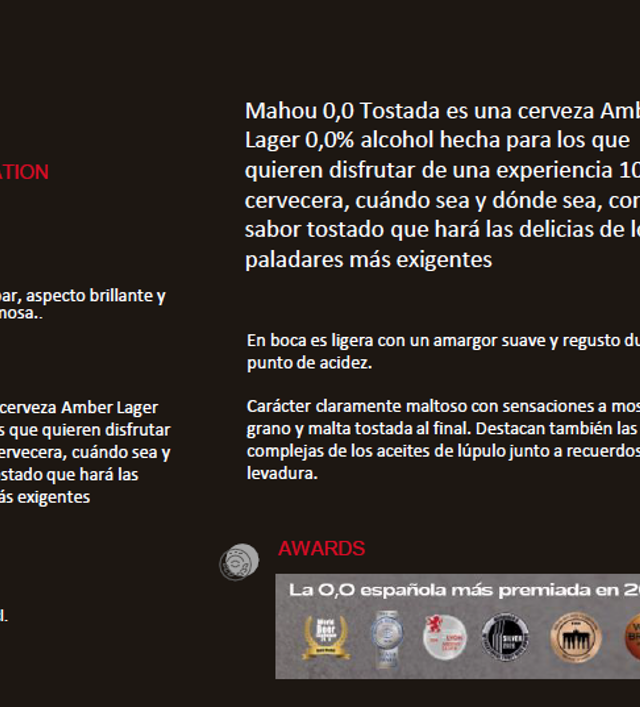 Mahou 0,0 Tostada es una cerveza Amb
Lager 0,0% alcohol hecha para los que
quieren disfrutar de una experiencia 10
cervecera, cuándo sea y dónde sea, con
sabor tostado que hará las delicias de lo
paladares más exigentes
ATION
bar, aspecto brillante y
mosa..
cerveza Amber Lager
s que quieren disfrutar
ervecera, cuándo sea y
stado que hará las
ás exigentes
l.
En boca es ligera con un amargor suave y regusto du
punto de acidez.
Carácter claramente maltoso con sensaciones a mos
grano y malta tostada al final. Destacan también las
complejas de los aceites de lúpulo junto a recuerdos
levadura.
AWARDS
La 0,0 española más premiada en 20
World
Beer
LYON
SILVER